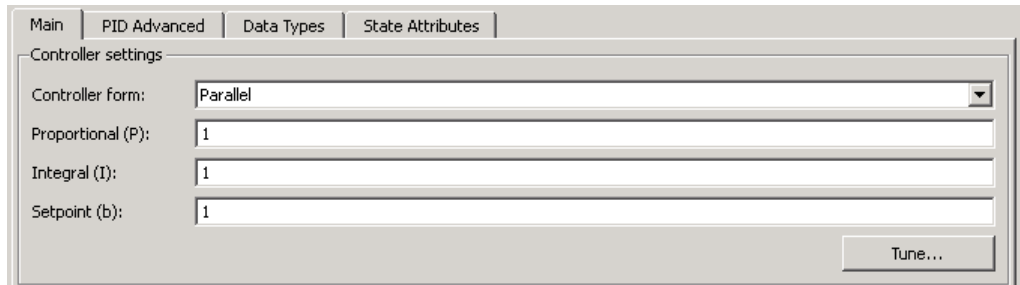 Main PID Advanced Data Types State Attributes
Controller settings
Controller form: Parallel
Proportional (P): 1
Integral (I): 1
Setpoint (b): 1
Tune...